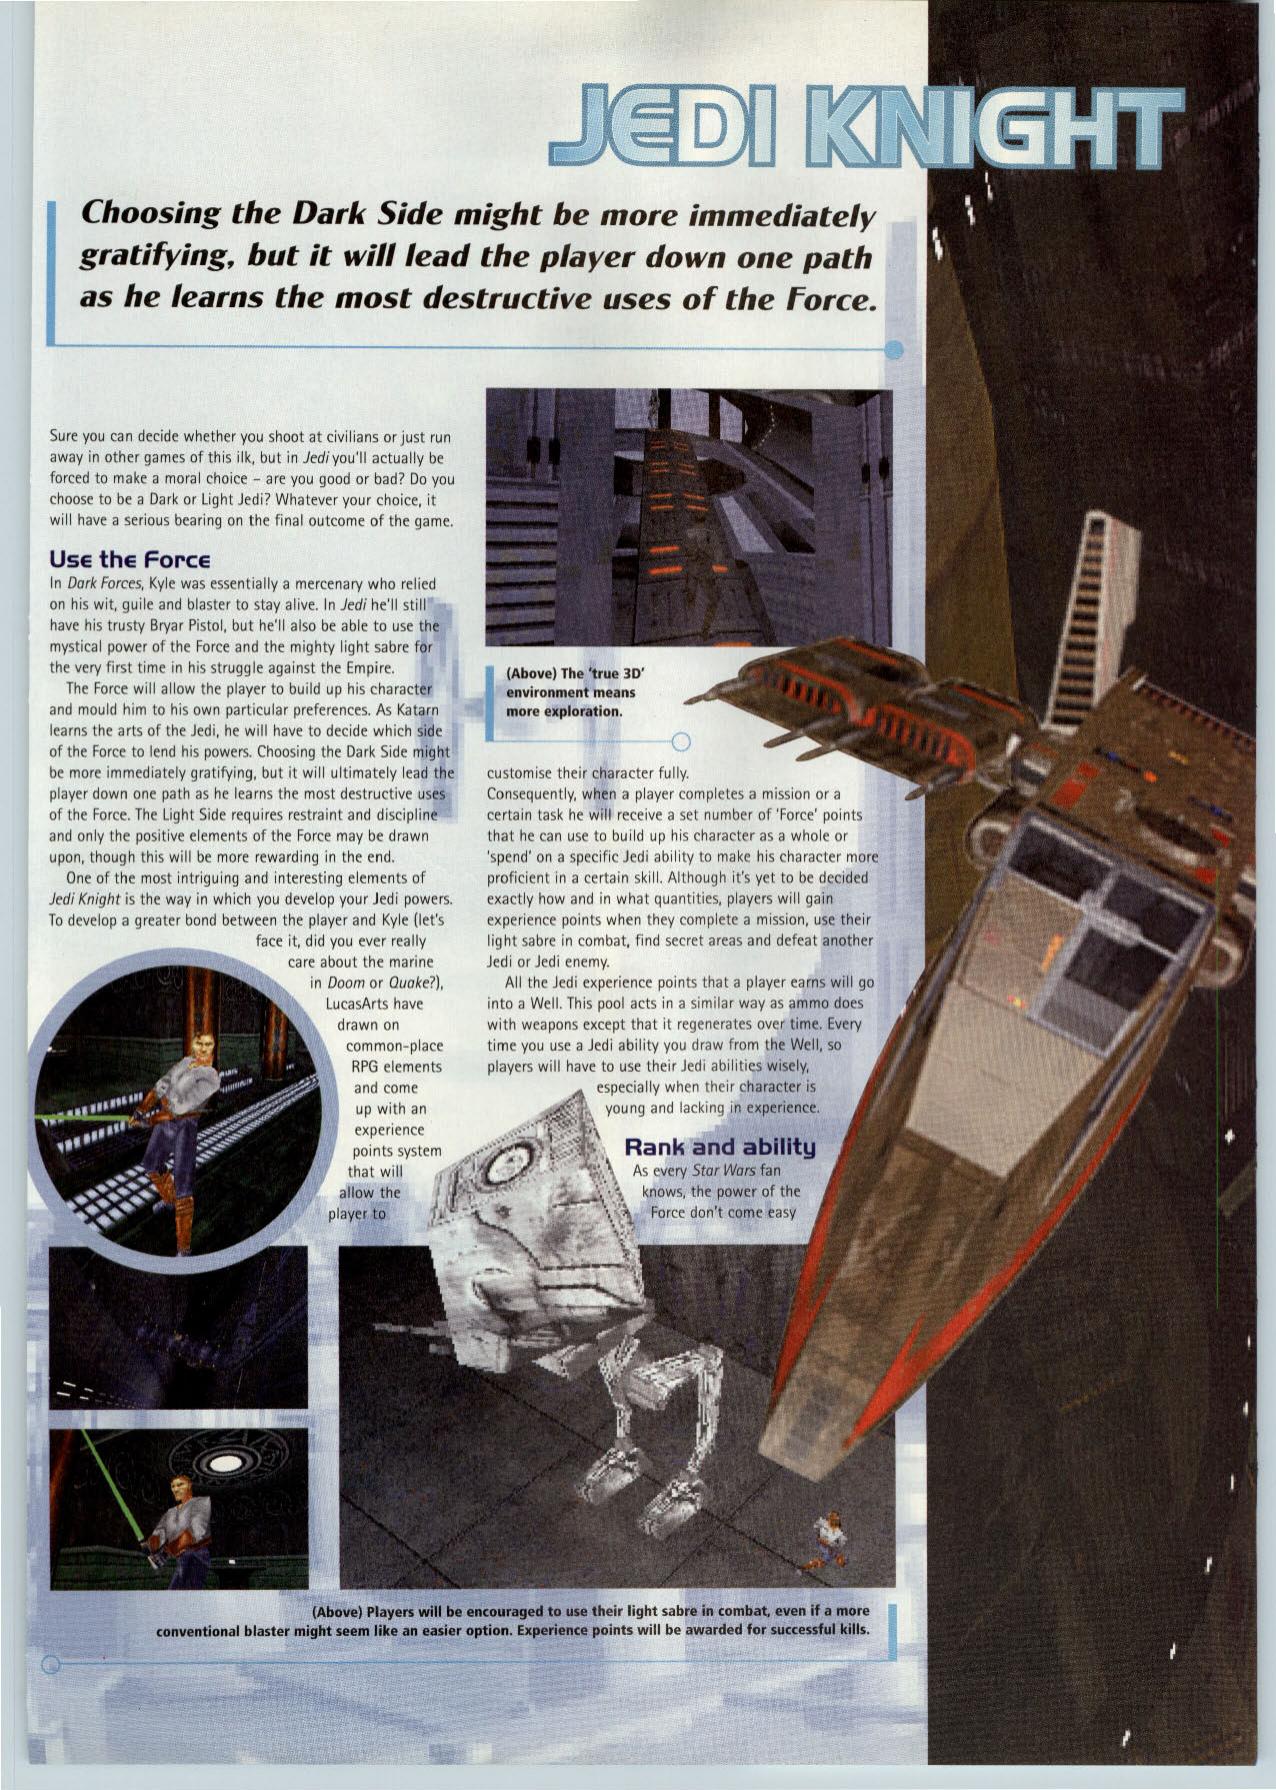 JEDI KNIGHT
Choosing the Dark Side might be more immediately
gratifying, but it will lead the player down one path
as he learns the most destructive uses of the Force.
Sure you can decide whether you shoot at civilians or just run
away in other games of this ilk, but in Jedi you'll actually be
forced to make a moral choice – are you good or bad? Do you
choose to be a Dark or Light Jedi? Whatever your choice, it
will have a serious bearing on the final outcome of the game.
Use the Force
In Dark Forces, Kyle was essentially a mercenary who relied
on his wit, guile and blaster to stay alive. In Jedi he'll still
have his trusty Bryar Pistol, but he'll also be able to use the
mystical power of the Force and the mighty light sabre for
the very first time in his struggle against the Empire.
The Force will allow the player to build up his character
and mould him to his own particular preferences. As Katarn
learns the arts of the Jedi, he will have to decide which side
of the Force to lend his powers. Choosing the Dark Side might
be more immediately gratifying, but it will ultimately lead the
player down one path as he learns the most destructive uses
of the Force. The Light Side requires restraint and discipline
and only the positive elements of the Force may be drawn
upon, though this will be more rewarding in the end.
One of the most intriguing and interesting elements of
Jedi Knight is the way in which you develop your Jedi powers.
To develop a greater bond between the player and Kyle (let's
face it, did you ever really
care about the marine
in Doom or Quake?),
LucasArts have
drawn on
common-place
RPG elements
and come
up with an
experience
points system
that will
allow the
player to
(Above) The 'true 3D'
environment means
more exploration.
customise their character fully.
Consequently, when a player completes a mission or a
certain task he will receive a set number of 'Force' points
that he can use to build up his character as a whole or
'spend' on a specific Jedi ability to make his character more
proficient in a certain skill. Although it's yet to be decided
exactly how and in what quantities, players will gain
experience points when they complete a mission, use their
light sabre in combat, find secret areas and defeat another
Jedi or Jedi enemy.
All the Jedi experience points that a player earns will go
into a Well. This pool acts in a similar way as ammo does
with weapons except that it regenerates over time. Every
time you use a Jedi ability you draw from the Well, so
players will have to use their Jedi abilities wisely,
especially when their character is
young and lacking in experience.
Rank and ability
As every Star Wars fan
knows, the power of the
Force don't come easy
(Above) Players will be encouraged to use their light sabre in combat, even if a more
conventional blaster might seem like an easier option. Experience points will be awarded for successful kills.